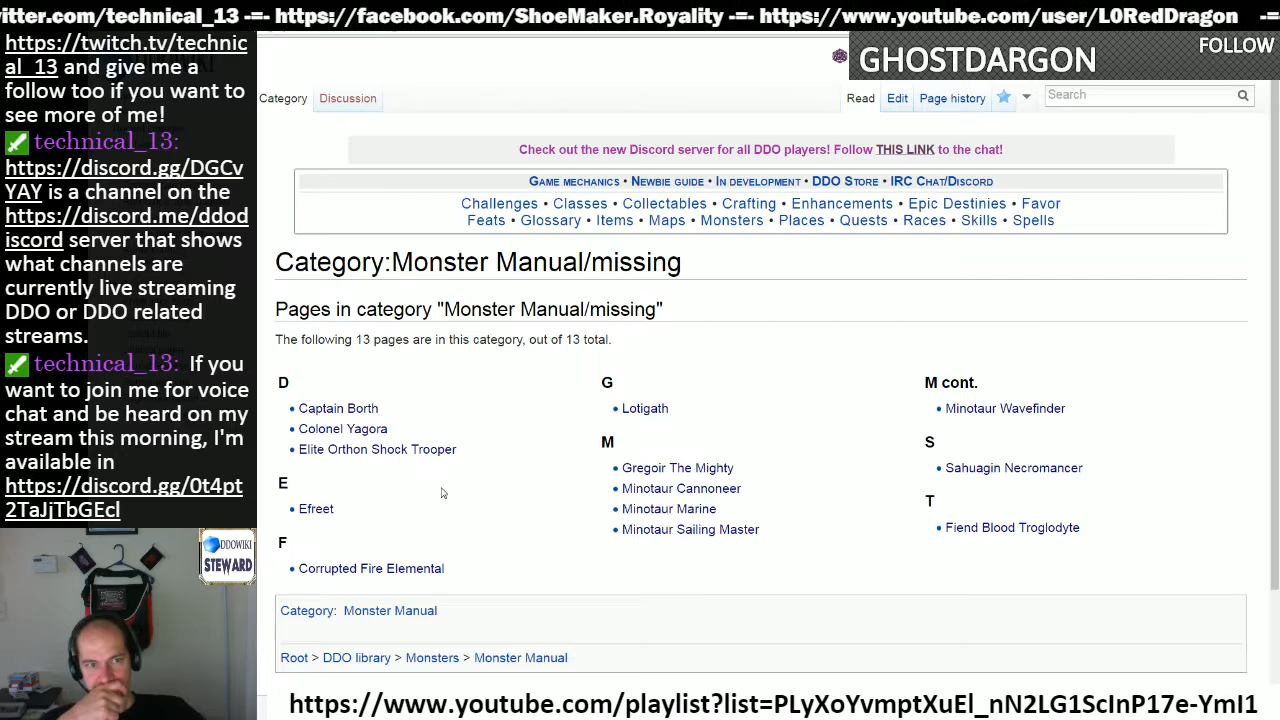 witter.com/technical_13 -=- https://facebook.com/ShoeMaker.Royality -=- https://www.youtube.com/user/L0RedDragon -=
https://twitch.tv/technic
al_13 and give me a
follow too if you want to
see more of me!
technical_13:
https://discord.gg/DGCv
YAY is a channel on the
https://discord.me/ddod
iscord server that shows
what channels are
currently live streaming
DDO or DDO related
streams.
technical_13: If you
want to join me for voice
chat and be heard on my
stream this morning, I'm
available in
https://discord.gg/0t4pt
2TaJjTbGEcl
DDOWIKI
STEWARD
GHOSTDARGON
FOLLOW
Category Discussion Read Edit Page history Search
Check out the new Discord server for all DDO players! Follow THIS LINK to the chat!
Game mechanics • Newbie guide • In development • DDO Store • IRC Chat/Discord
Challenges • Classes • Collectables • Crafting • Enhancements • Epic Destinies • Favor
Feats • Glossary • Items • Maps • Monsters • Places • Quests • Races • Skills • Spells
Category:Monster Manual/missing
Pages in category "Monster Manual/missing"
The following 13 pages are in this category, out of 13 total.
D
• Captain Borth
• Colonel Yagora
• Elite Orthon Shock Trooper
E
• Efreet
F
• Corrupted Fire Elemental
G
• Lotigath
M
• Gregoir The Mighty
• Minotaur Cannoneer
• Minotaur Marine
• Minotaur Sailing Master
M cont.
• Minotaur Wavefinder
S
• Sahuagin Necromancer
T
• Fiend Blood Troglodyte
Category: Monster Manual
Root > DDO library > Monsters > Monster Manual
https://www.youtube.com/playlist?list=PLyXoYvmptXuEl_nN2LG1ScInP17e-YmI1